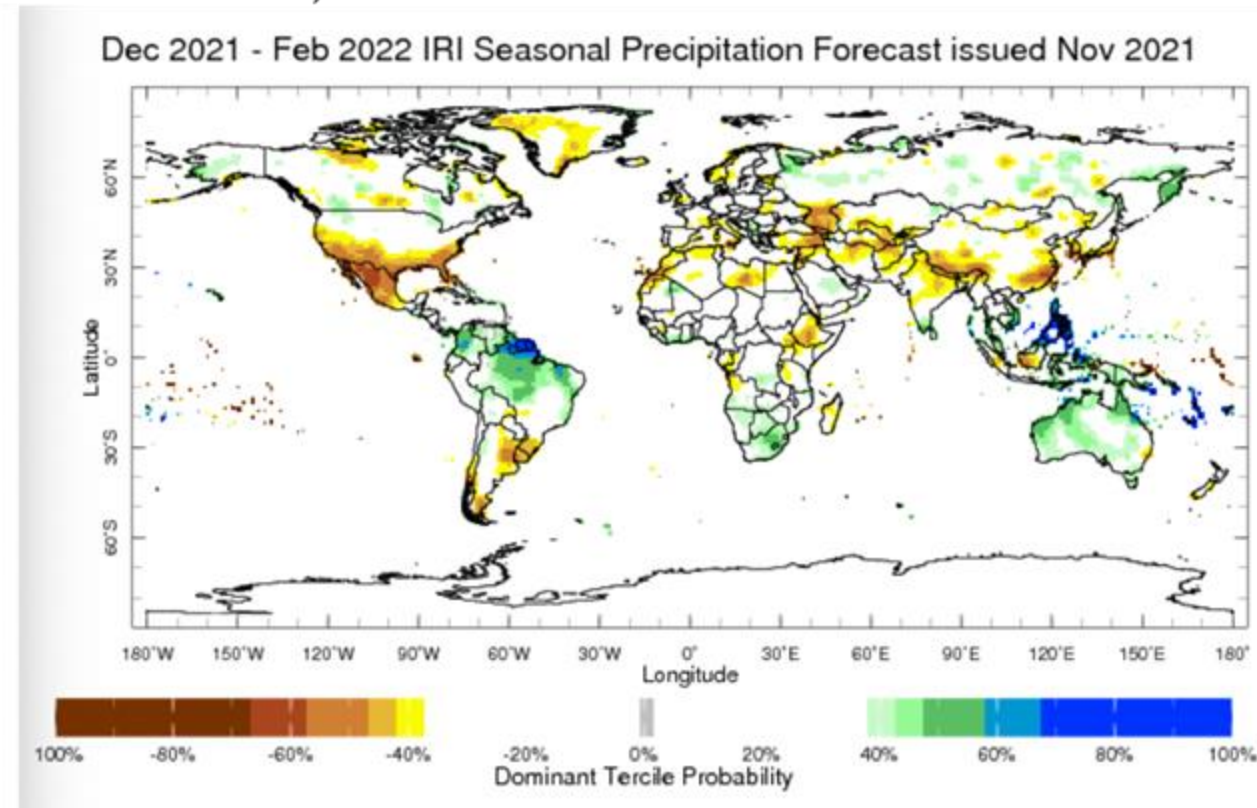 Dec 2021 - Feb 2022 IRI Seasonal Precipitation Forecast issued Nov 2021
Latitude
60°N
30°N
0°
30°S
60°S
180°W 150°W 120°W 90°W 60°W 30°W 0° 30°E 60°E 90°E 120°E 150°E 180°
Longitude
100% -80% -60% -40% -20% 0% 20% 40% 60% 80% 100%
Dominant Tercile Probability